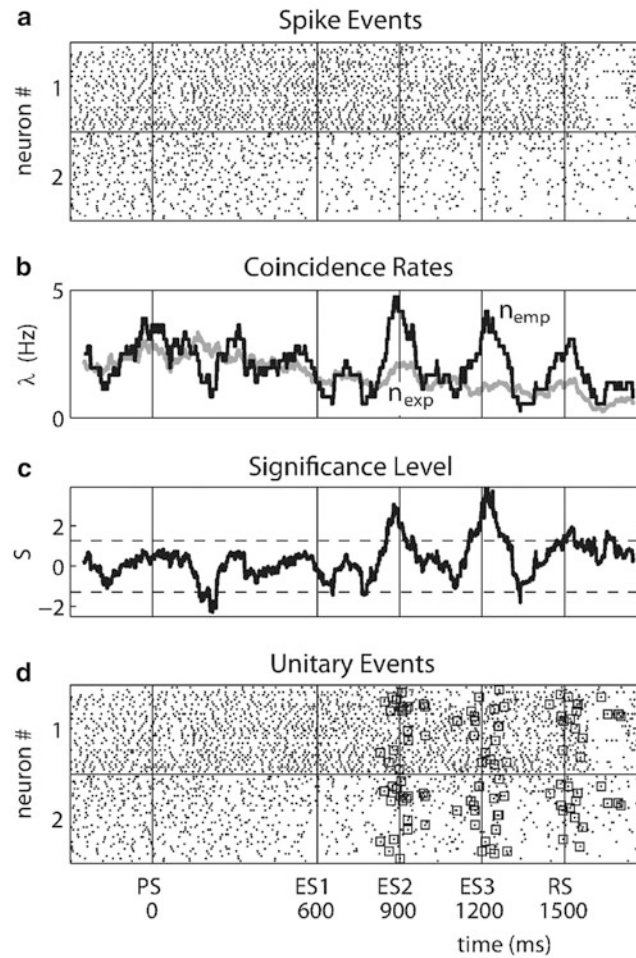 a Spike Events
neuron #
1
2
b Coincidence Rates
λ (Hz)
5
0
n_emp
n_exp
c Significance Level
S
2
0
−2
d Unitary Events
neuron #
1
2
PS ES1 ES2 ES3 RS
0 600 900 1200 1500
time (ms)